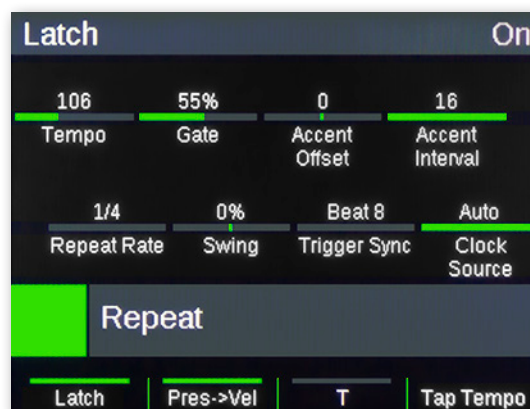 Latch On
106 55% 0 16
Tempo Gate Accent Offset Accent Interval
1/4 0% Beat 8 Auto
Repeat Rate Swing Trigger Sync Clock Source
Repeat
Latch Pres->Vel T Tap Tempo